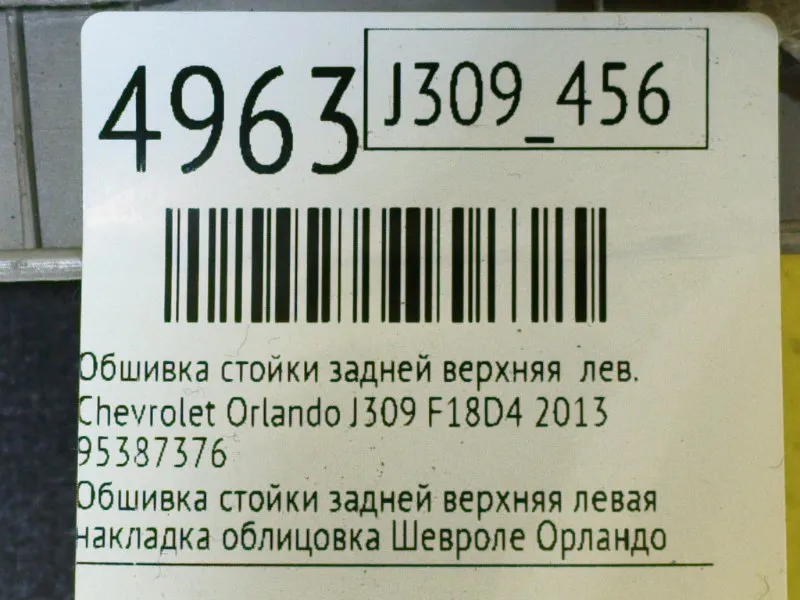 4963
J309_456
Обшивка стойки задней верхняя лев.
Chevrolet Orlando J309 F18D4 2013
95387376
Обшивка стойки задней верхняя левая
накладка облицовка Шевроле Орландо